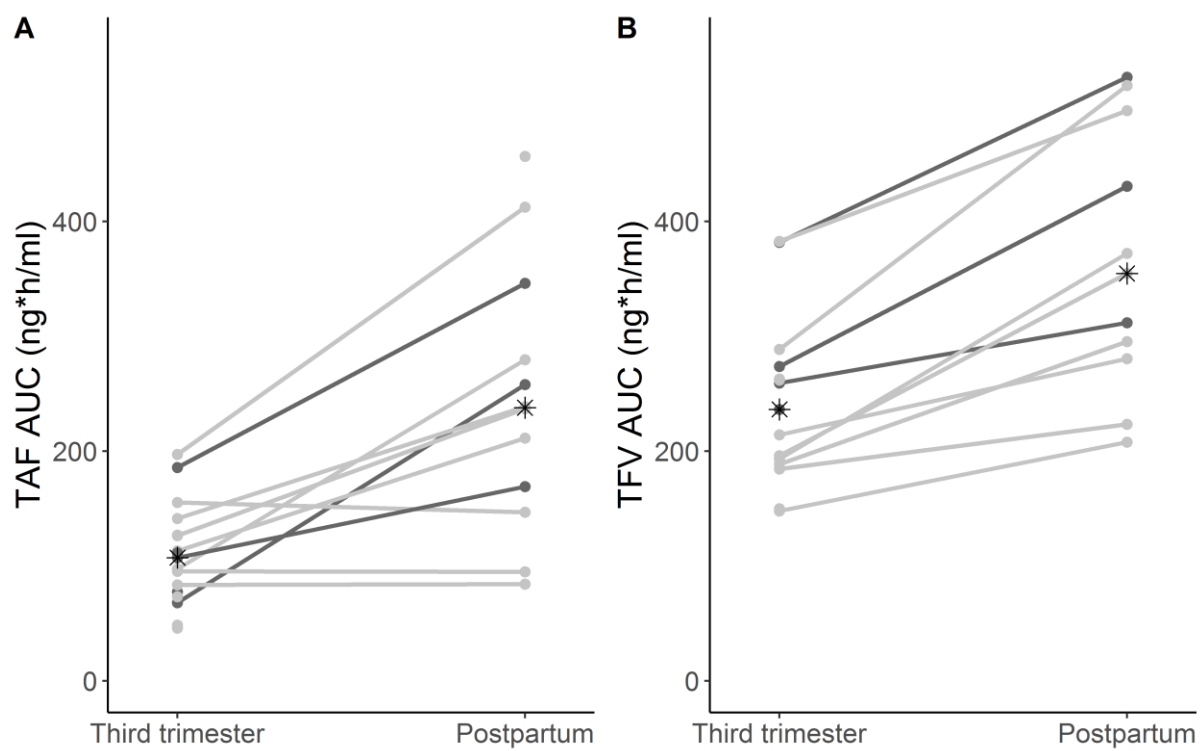 A
TAF AUC (ng*h/ml)
400
200
0
Third trimester
Postpartum
B
TFV AUC (ng*h/ml)
400
200
0
Third trimester
Postpartum